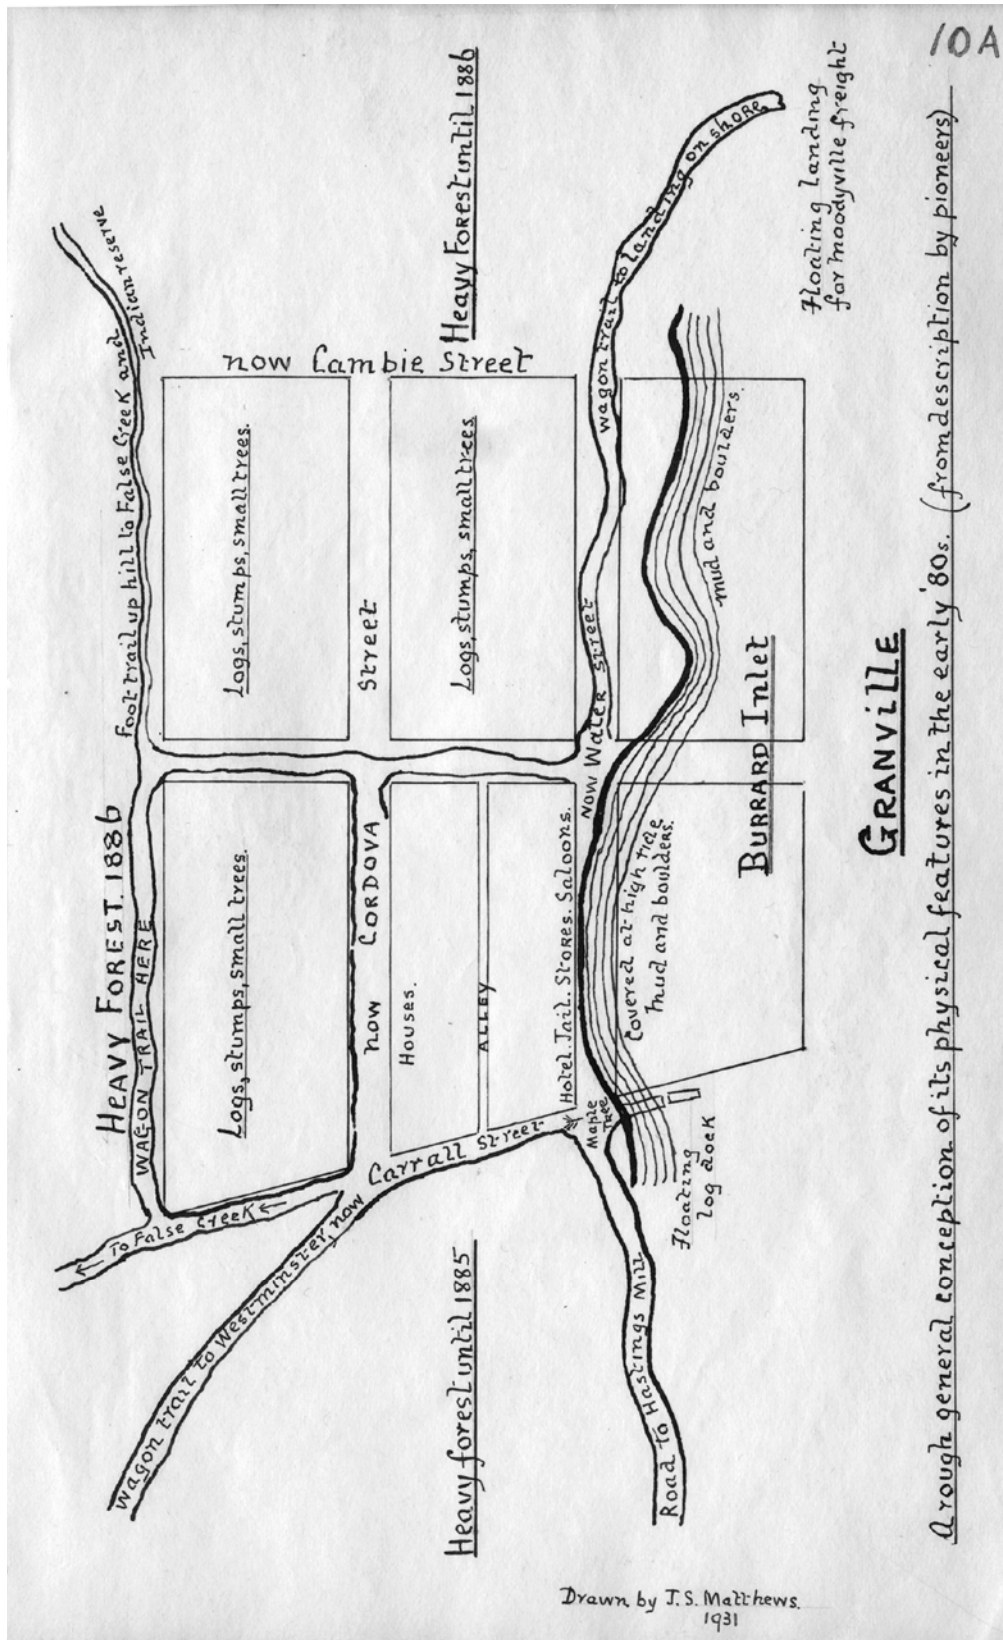 10A
Foot trail up hill to False Creek and
Indian reserve
HEAVY FOREST. 1886
WAGON TRAIL HERE
To False Creek
Wagon trail to Westminster, now
Carrall Street
Logs, stumps, small trees.
Logs, stumps, small trees.
Logs, stumps, small trees
now Cambie Street
Heavy Forest until 1886
now CORDOVA Street
HOUSES.
ALLEY
Hotel. Jail. Stores. Saloons.
Now Water Street
wagon trail to landing on shore.
Maple
Tree
Floating
log dock
Road to Hastings Mill
Heavy forest until 1885
Covered at high tide
mud and boulders.
mud and boulders.
BURRARD Inlet
Floating landing
for moodyville freight
GRANVILLE
A rough general conception of its physical features in the early '80s. (from description by pioneers)
Drawn by J.S. Matthews.
1931